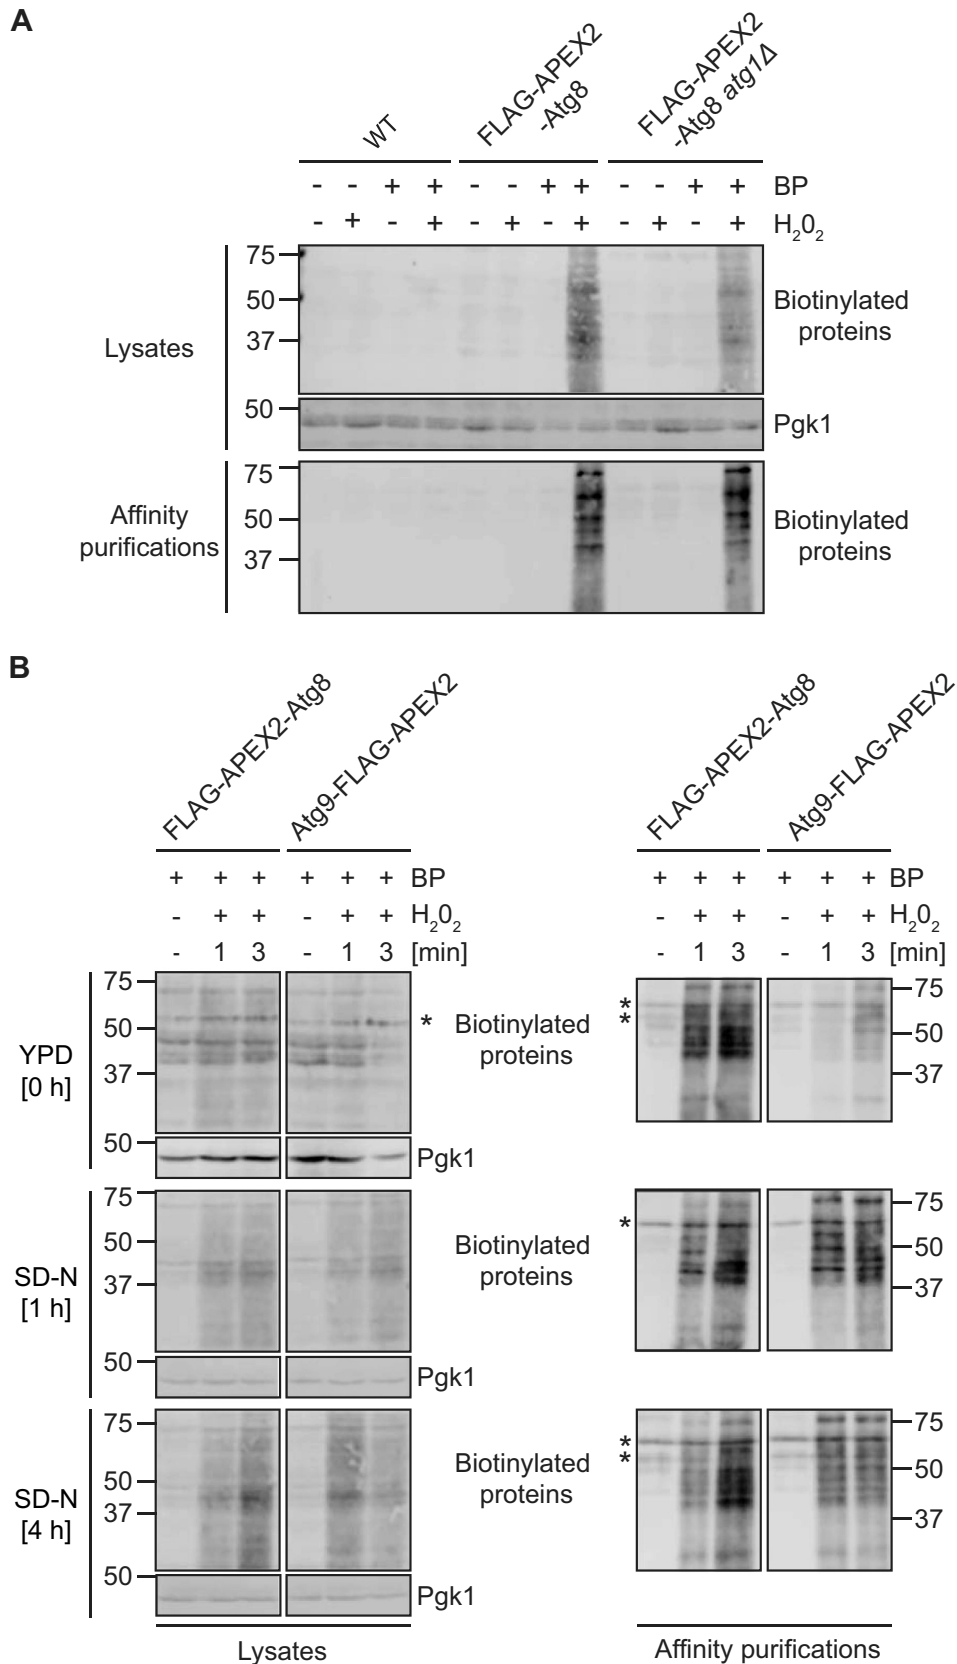 A
WT
FLAG-APEX2
-Atg8
FLAG-APEX2
-Atg8 atg1Δ
- - + + - - + + - - + + BP
- + - + - + - + - + - + H₂0₂
75
50
37
Lysates
Biotinylated
proteins
50
Pgk1
75
50
37
Affinity
purifications
Biotinylated
proteins
B
FLAG-APEX2-Atg8
Atg9-FLAG-APEX2
FLAG-APEX2-Atg8
Atg9-FLAG-APEX2
+ + + + + + BP
- + + - + + H₂0₂
- 1 3 - 1 3 [min]
+ + + + + + BP
- + + - + + H₂0₂
- 1 3 - 1 3 [min]
YPD
[0 h]
75
50
37
*
Biotinylated
proteins
*
*
75
50
37
50
Pgk1
SD-N
[1 h]
75
50
37
Biotinylated
proteins
*
75
50
37
50
Pgk1
SD-N
[4 h]
75
50
37
Biotinylated
proteins
*
*
75
50
37
50
Pgk1
Lysates
Affinity purifications